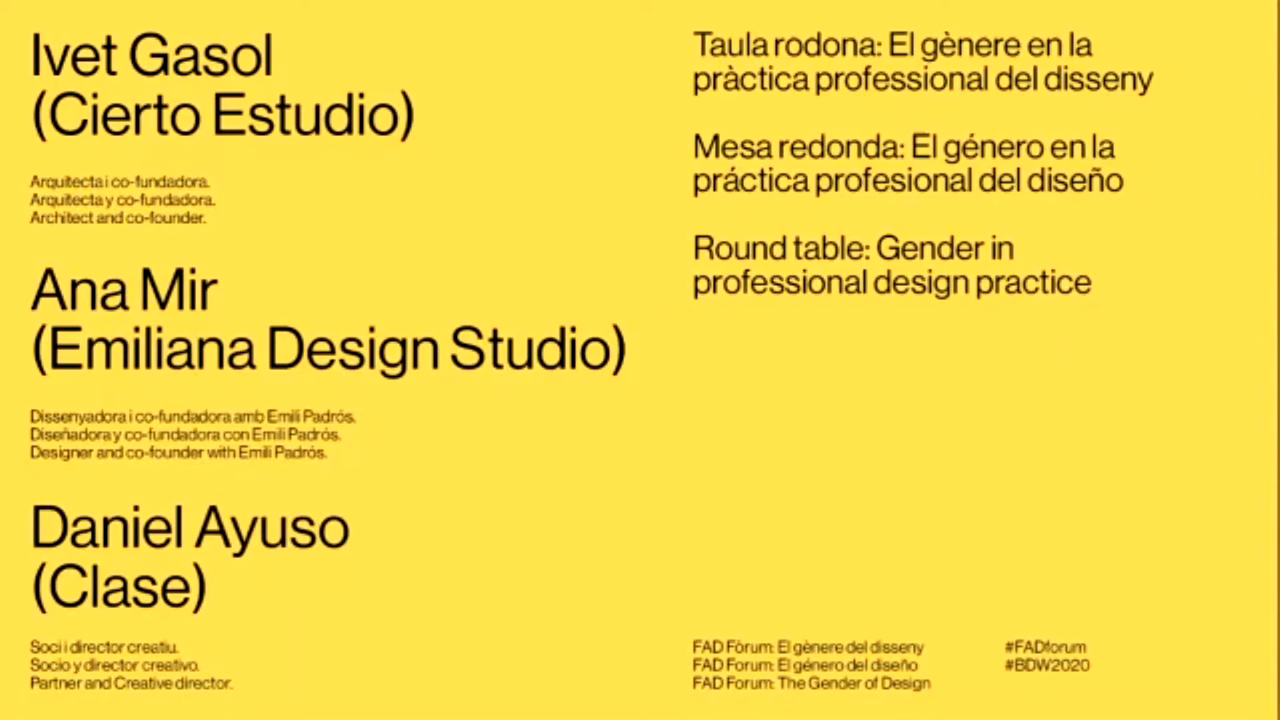 Ivet Gasol
(Cierto Estudio)
Arquitecta i co-fundadora.
Arquitecta y co-fundadora.
Architect and co-founder.
Ana Mir
(Emiliana Design Studio)
Dissenyadora i co-fundadora amb Emili Padrós.
Diseñadora y co-fundadora con Emili Padrós.
Designer and co-founder with Emili Padrós.
Daniel Ayuso
(Clase)
Soci i director creatiu.
Socio y director creativo.
Partner and Creative director.
Taula rodona: El gènere en la
pràctica professional del disseny
Mesa redonda: El género en la
práctica profesional del diseño
Round table: Gender in
professional design practice
FAD Fòrum: El gènere del disseny
FAD Forum: El género del diseño
FAD Forum: The Gender of Design
#FADforum
#BDW2020